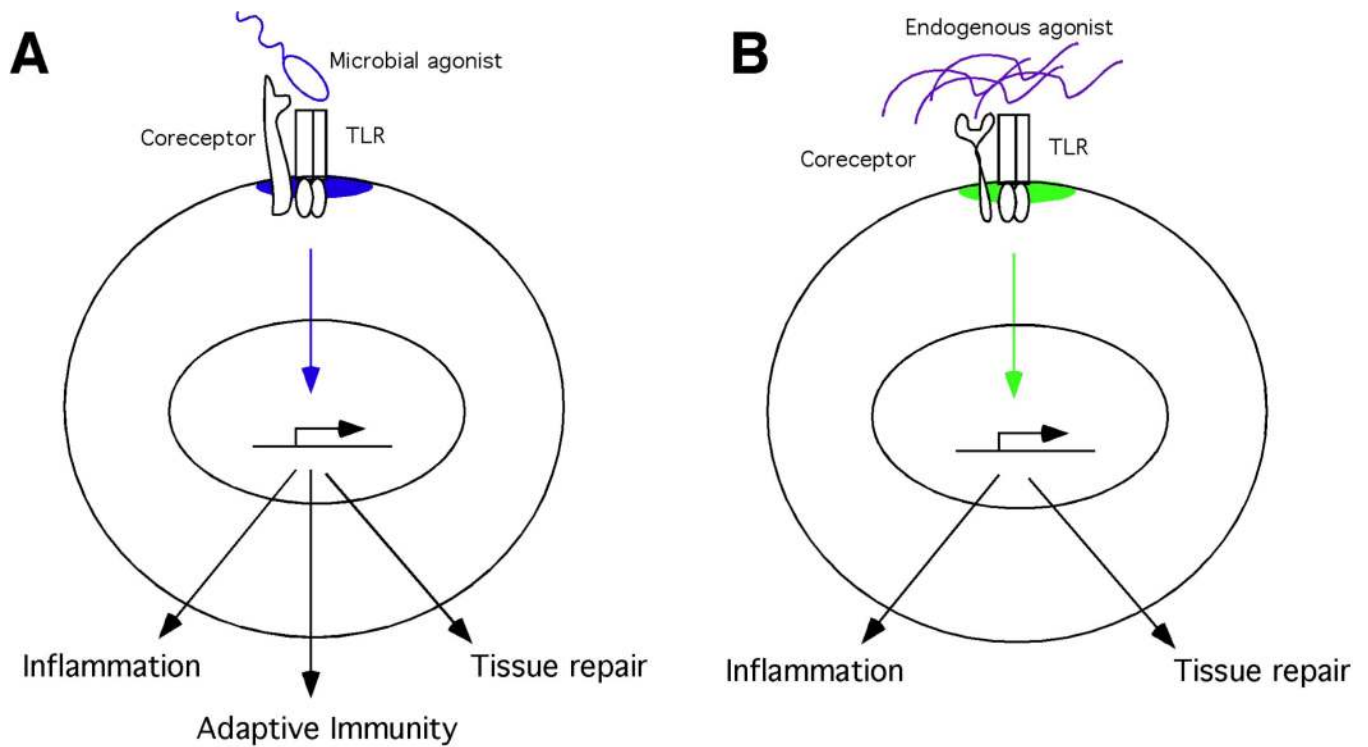 A
Microbial agonist
Coreceptor
TLR
Inflammation
Tissue repair
Adaptive Immunity
B
Endogenous agonist
Coreceptor
TLR
Inflammation
Tissue repair